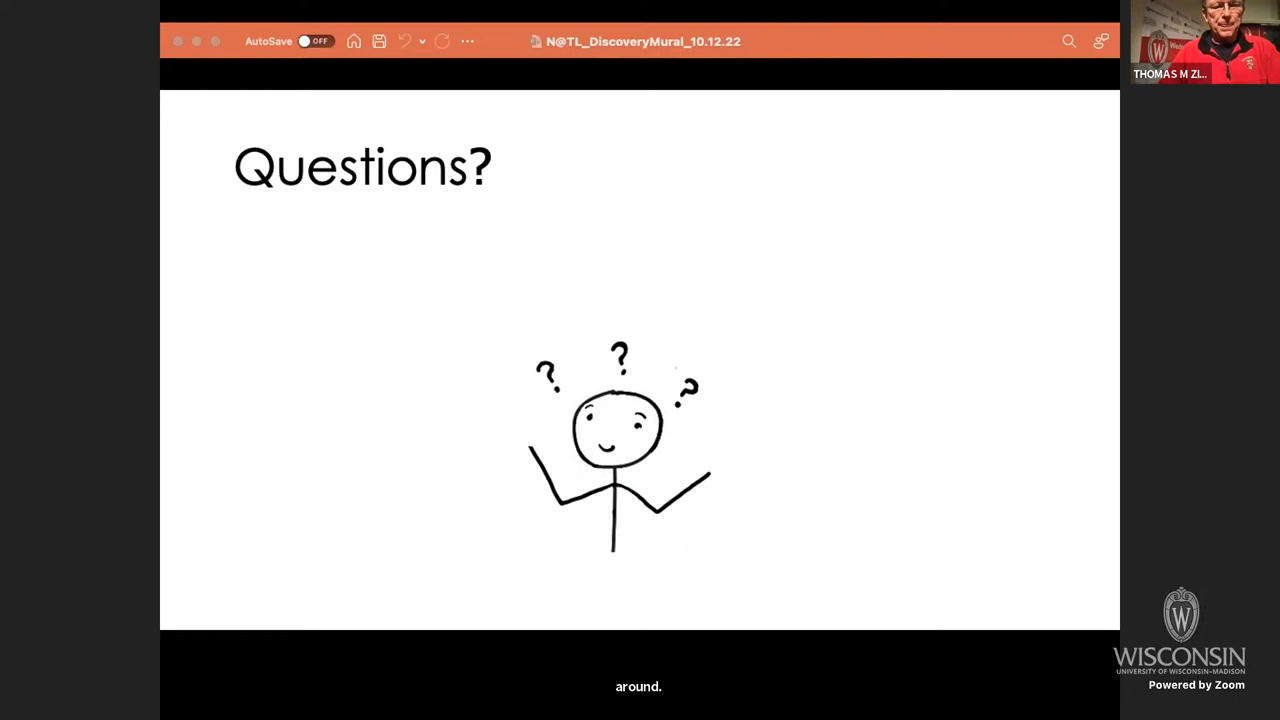 AutoSave OFF
N@TL_DiscoveryMural_10.12.22
THOMAS M ZI...
Questions?
? ? ?
around.
W
WISCONSIN
UNIVERSITY OF WISCONSIN–MADISON
Powered by Zoom